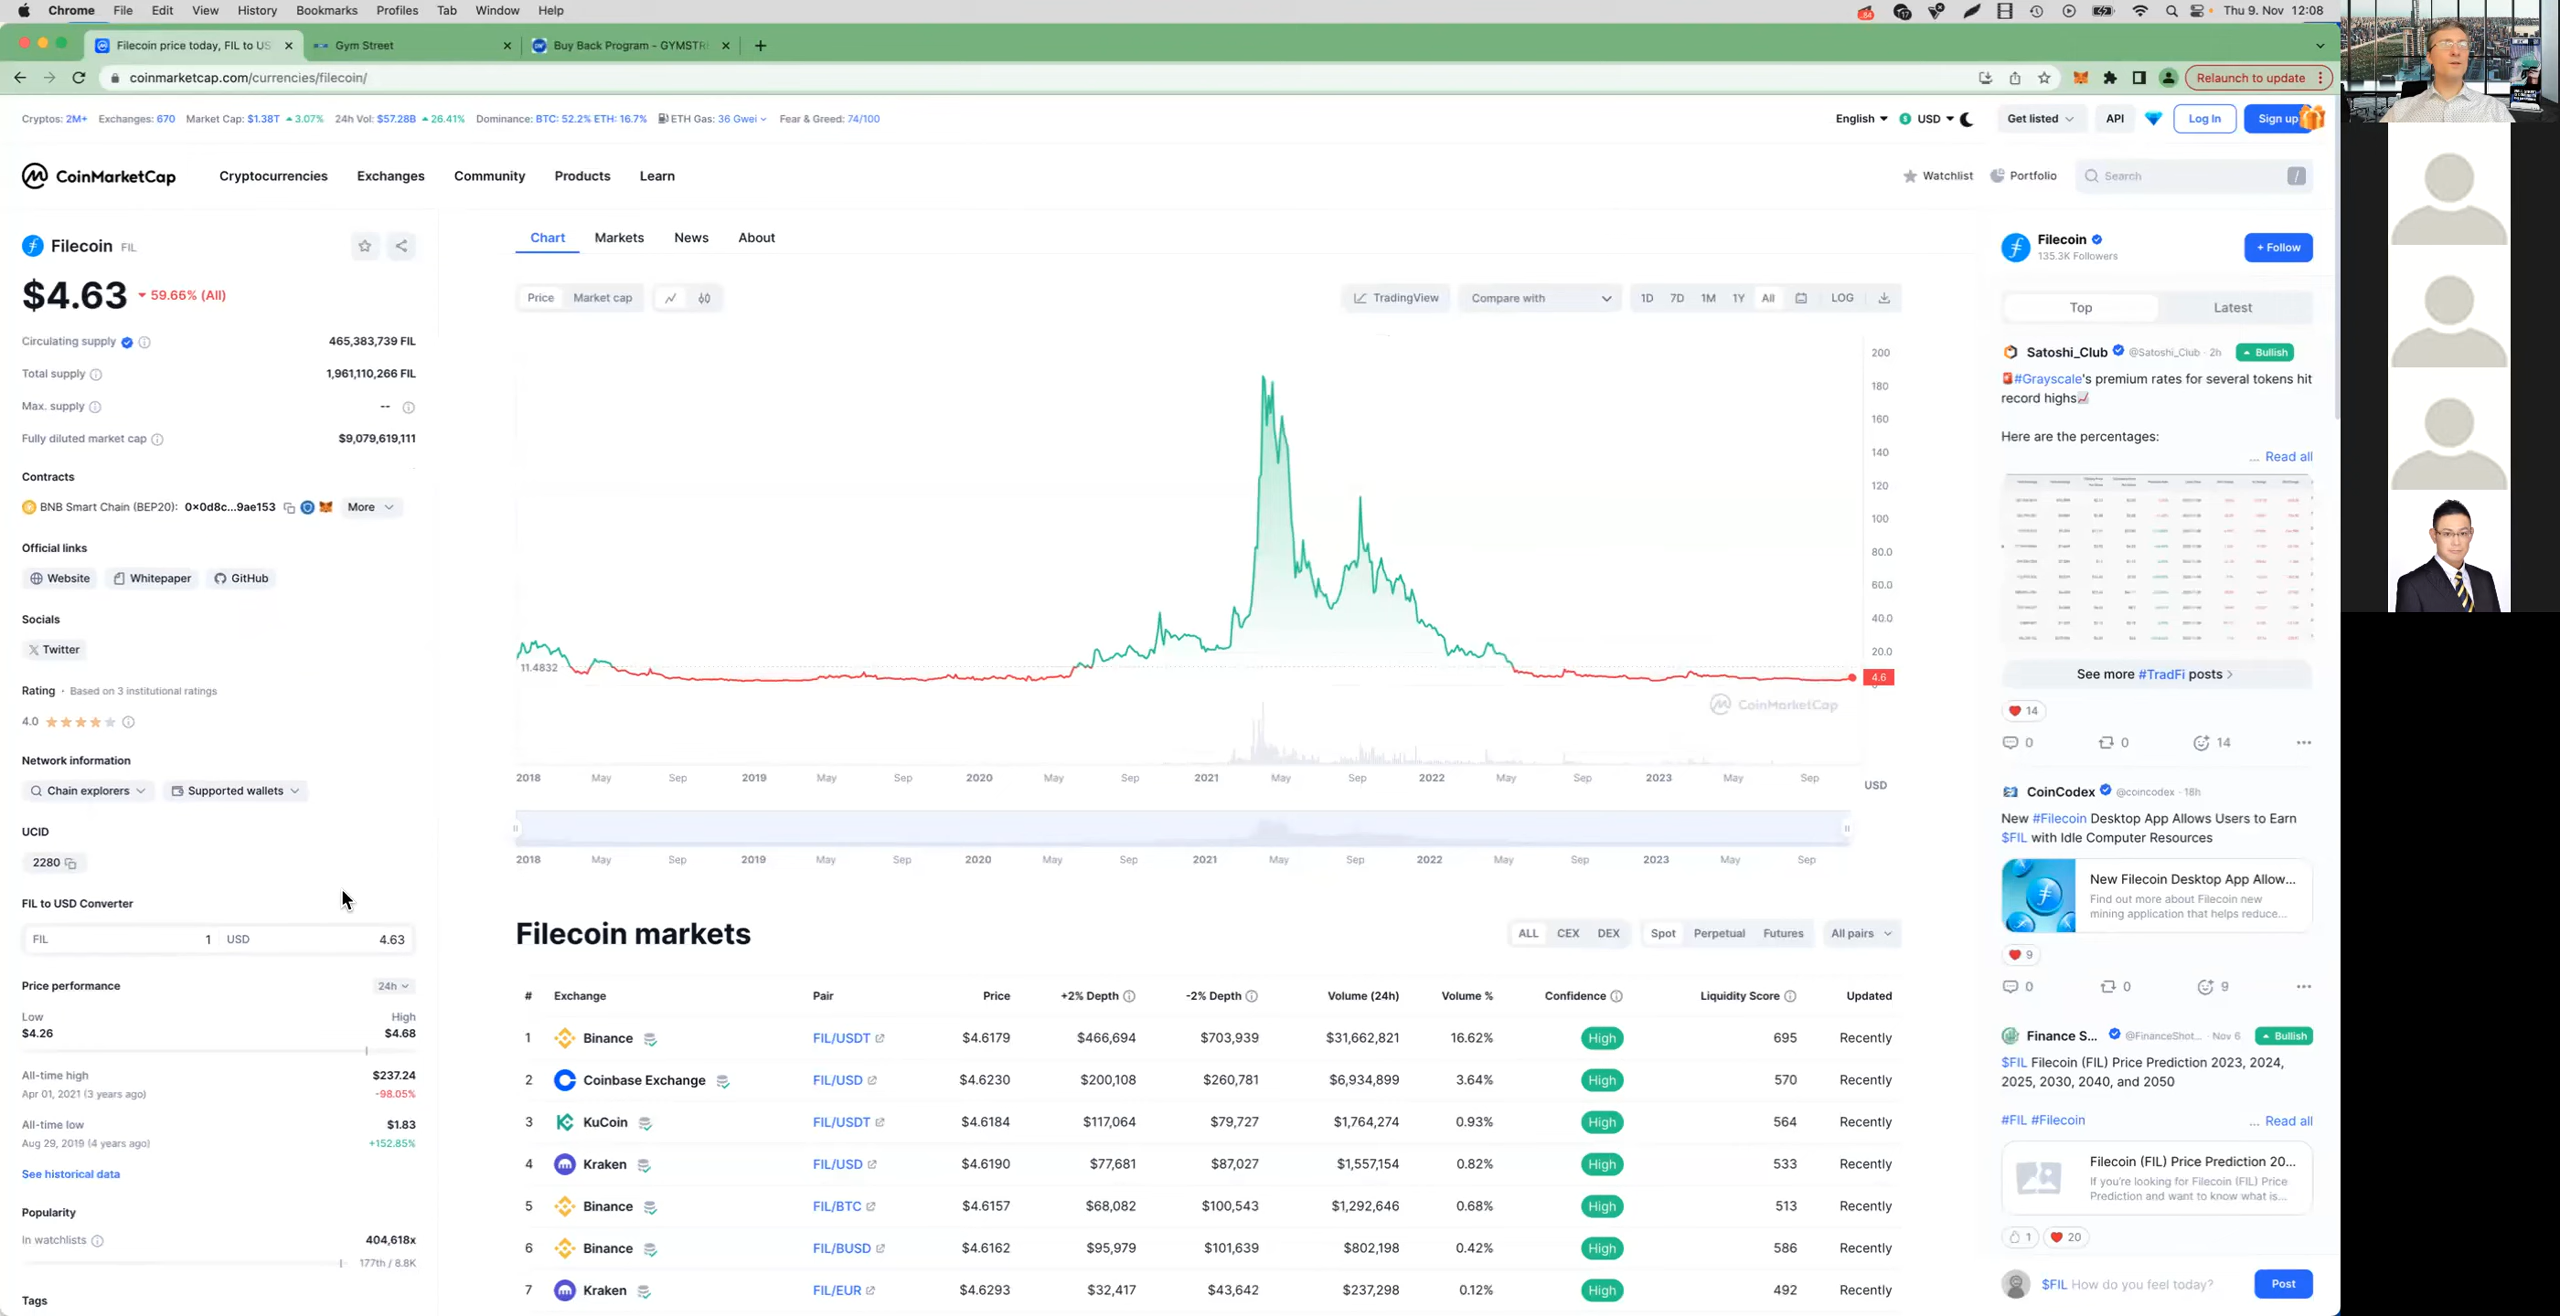 Chrome File Edit View History Bookmarks Profiles Tab Window Help
Thu 9. Nov 12:08
Filecoin price today, FIL to US
Gym Street
Buy Back Program - GYMSTR
coinmarketcap.com/currencies/filecoin/
Relaunch to update
Cryptos: 2M+ Exchanges: 670 Market Cap: $1.38T 3.07% 24h Vol: $57.28B 26.41% Dominance: BTC: 52.2% ETH: 16.7% ETH Gas: 36 Gwei Fear & Greed: 74/100
English USD Get listed API Log In Sign up
CoinMarketCap Cryptocurrencies Exchanges Community Products Learn
Watchlist Portfolio Search /
Filecoin FIL
$4.63 59.66% (All)
Circulating supply 465,383,739 FIL
Total supply 1,961,110,266 FIL
Max. supply --
Fully diluted market cap $9,079,619,111
Contracts
BNB Smart Chain (BEP20): 0x0d8c...9ae153 More
Official links
Website Whitepaper GitHub
Socials
Twitter
Rating · Based on 3 institutional ratings
4.0
Network information
Chain explorers Supported wallets
UCID
2280
FIL to USD Converter
FIL 1 USD 4.63
Price performance 24h
Low High
$4.26 $4.68
All-time high $237.24
Apr 01, 2021 (3 years ago) -98.05%
All-time low $1.83
Aug 29, 2019 (4 years ago) +152.85%
See historical data
Popularity
In watchlists 404,618x
177th / 8.8K
Tags
Chart Markets News About
Price Market cap
TradingView Compare with 1D 7D 1M 1Y All LOG
200
180
160
140
120
100
80.0
60.0
40.0
20.0
11.4832
4.6
CoinMarketCap
2018 May Sep 2019 May Sep 2020 May Sep 2021 May Sep 2022 May Sep 2023 May Sep
USD
2018 May Sep 2019 May Sep 2020 May Sep 2021 May Sep 2022 May Sep 2023 May Sep
Filecoin markets
ALL CEX DEX Spot Perpetual Futures All pairs
# Exchange Pair Price +2% Depth -2% Depth Volume (24h) Volume % Confidence Liquidity Score Updated
1 Binance FIL/USDT $4.6179 $466,694 $703,939 $31,662,821 16.62% High 695 Recently
2 Coinbase Exchange FIL/USD $4.6230 $200,108 $260,781 $6,934,899 3.64% High 570 Recently
3 KuCoin FIL/USDT $4.6184 $117,064 $79,727 $1,764,274 0.93% High 564 Recently
4 Kraken FIL/USD $4.6190 $77,681 $87,027 $1,557,154 0.82% High 533 Recently
5 Binance FIL/BTC $4.6157 $68,082 $100,543 $1,292,646 0.68% High 513 Recently
6 Binance FIL/BUSD $4.6162 $95,979 $101,639 $802,198 0.42% High 586 Recently
7 Kraken FIL/EUR $4.6293 $32,417 $43,642 $237,298 0.12% High 492 Recently
Filecoin
135.3K Followers
+ Follow
Top Latest
Satoshi_Club @Satoshi_Club · 2h Bullish
#Grayscale's premium rates for several tokens hit
record highs
Here are the percentages:
... Read all
See more #TradFi posts
14
0 0 14
CoinCodex @coincodex · 18h
New #Filecoin Desktop App Allows Users to Earn
$FIL with Idle Computer Resources
New Filecoin Desktop App Allow...
Find out more about Filecoin new
mining application that helps reduce...
9
0 0 9
Finance S... @FinanceShot... · Nov 6 Bullish
$FIL Filecoin (FIL) Price Prediction 2023, 2024,
2025, 2030, 2040, and 2050
#FIL #Filecoin ... Read all
Filecoin (FIL) Price Prediction 20...
If you're looking for Filecoin (FIL) Price
Prediction and want to know what is...
1 20
$FIL How do you feel today? Post